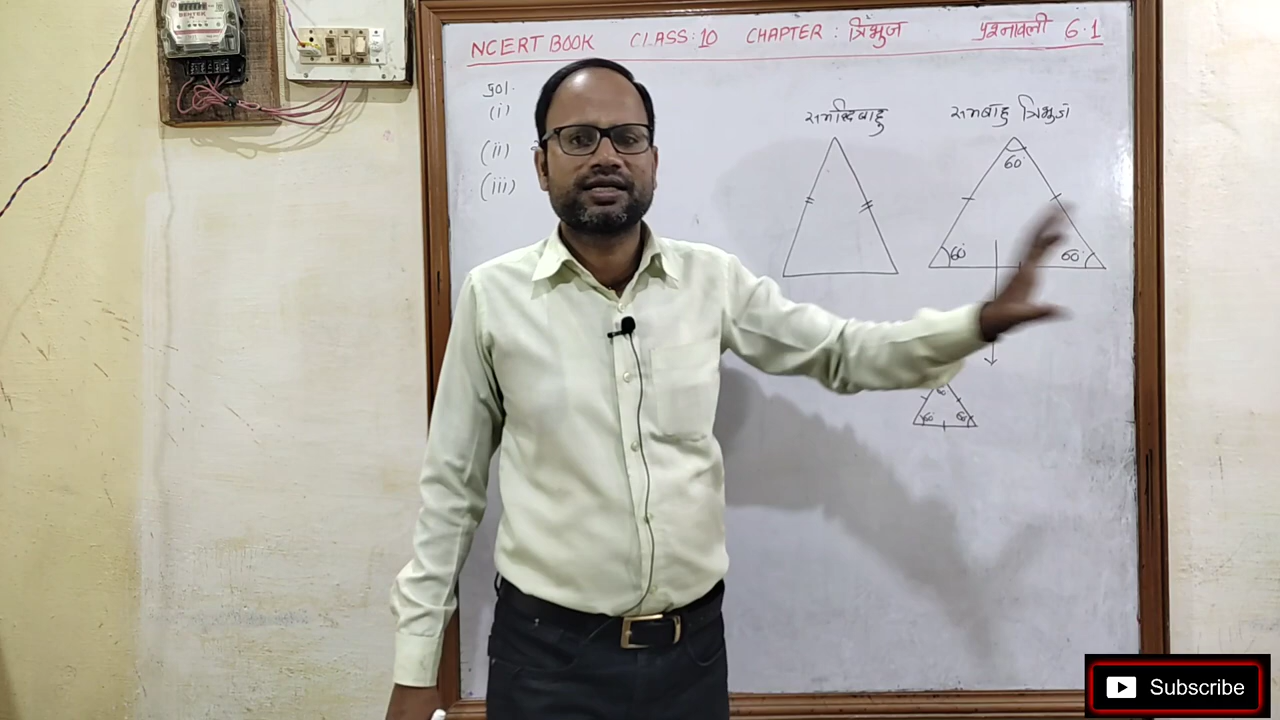 NCERT BOOK CLASS: 10 CHAPTER : त्रिभुज प्रश्नावली 6.1
प्र01.
(i)
(ii)
(iii)
समद्विबाहु
समबाहु त्रिभुज
60°
60° 60°
60°
60° 60°
Subscribe